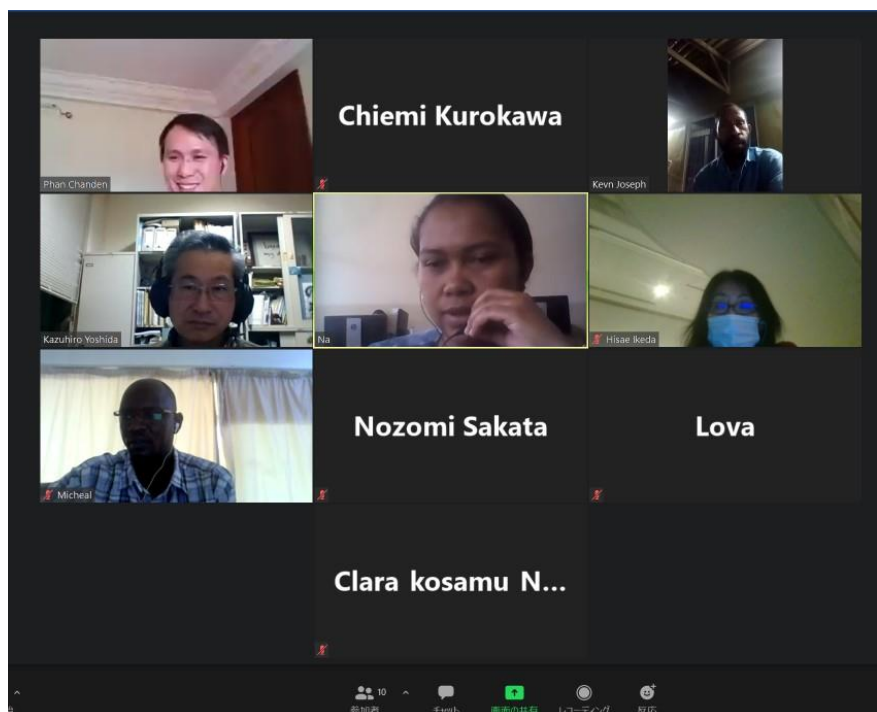 Phan Chanden
Chiemi Kurokawa
Kevn Joseph
Kazuhiro Yoshida
Na
Hisae Ikeda
Micheal
Nozomi Sakata
Lova
Clara kosamu N...
10
参加者
チャット
画面の共有
レコーディング
反応